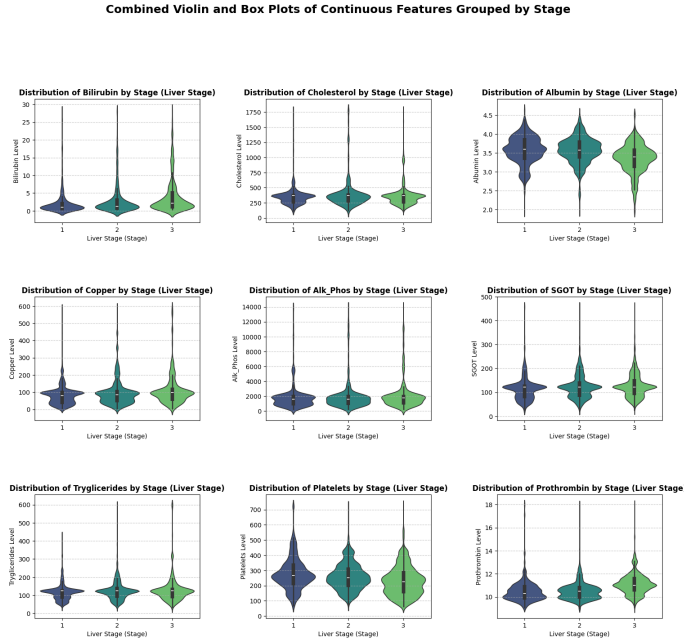 Combined Violin and Box Plots of Continuous Features Grouped by Stage
Distribution of Bilirubin by Stage (Liver Stage)
Bilirubin Level
30
25
20
15
10
5
0
1 2 3
Liver Stage (Stage)
Distribution of Cholesterol by Stage (Liver Stage)
Cholesterol Level
1750
1500
1250
1000
750
500
250
0
1 2 3
Liver Stage (Stage)
Distribution of Albumin by Stage (Liver Stage)
Albumin Level
4.5
4.0
3.5
3.0
2.5
2.0
1 2 3
Liver Stage (Stage)
Distribution of Copper by Stage (Liver Stage)
Copper Level
600
500
400
300
200
100
0
1 2 3
Liver Stage (Stage)
Distribution of Alk_Phos by Stage (Liver Stage)
Alk_Phos Level
14000
12000
10000
8000
6000
4000
2000
0
1 2 3
Liver Stage (Stage)
Distribution of SGOT by Stage (Liver Stage)
SGOT Level
500
400
300
200
100
0
1 2 3
Liver Stage (Stage)
Distribution of Tryglicerides by Stage (Liver Stage)
Tryglicerides Level
600
500
400
300
200
100
0
1 2 3
Liver Stage (Stage)
Distribution of Platelets by Stage (Liver Stage)
Platelets Level
700
600
500
400
300
200
100
0
1 2 3
Liver Stage (Stage)
Distribution of Prothrombin by Stage (Liver Stage
Prothrombin Level
18
16
14
12
10
1 2 3
Liver Stage (Stage)